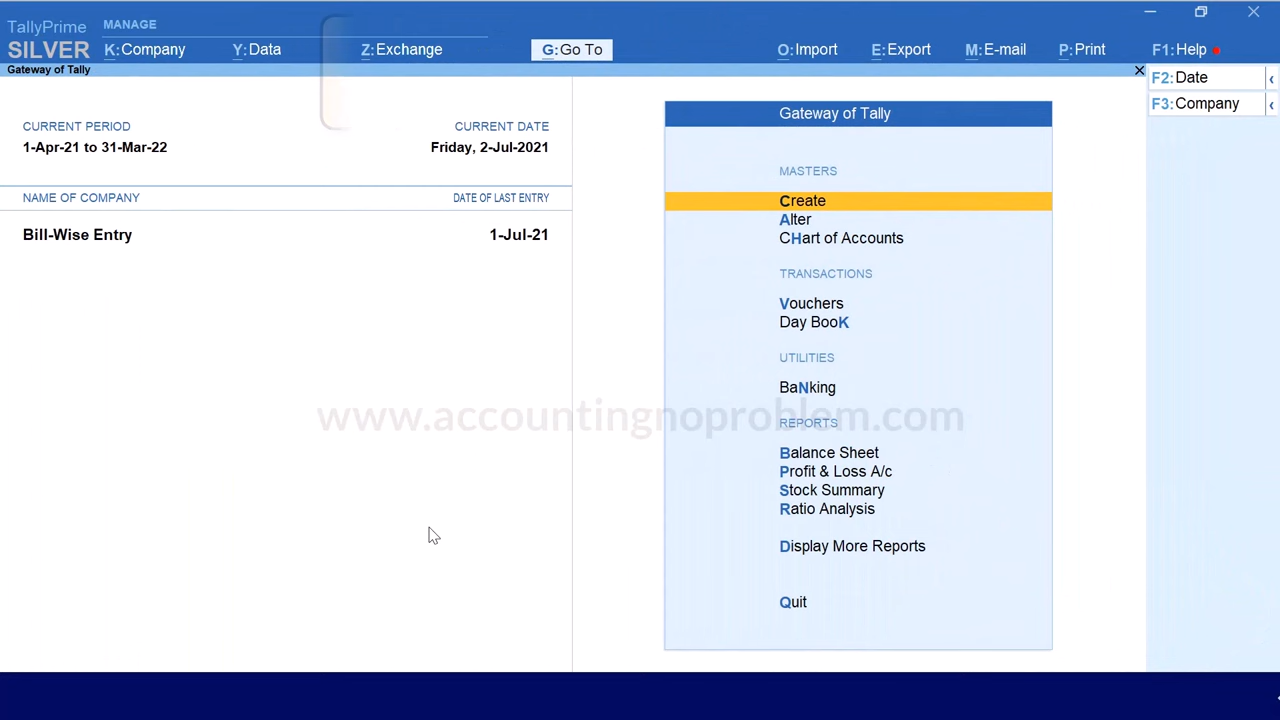 TallyPrime
MANAGE
SILVER
K:Company
Y:Data
Z:Exchange
G:Go To
O:Import
E:Export
M:E-mail
P:Print
F1:Help
Gateway of Tally
F2:Date
F3:Company
CURRENT PERIOD
CURRENT DATE
1-Apr-21 to 31-Mar-22
Friday, 2-Jul-2021
NAME OF COMPANY
DATE OF LAST ENTRY
Bill-Wise Entry
1-Jul-21
Gateway of Tally
MASTERS
Create
Alter
CHart of Accounts
TRANSACTIONS
Vouchers
Day BooK
UTILITIES
BaNking
www.accountingnoproblem.com
REPORTS
Balance Sheet
Profit & Loss A/c
Stock Summary
Ratio Analysis
Display More Reports
Quit